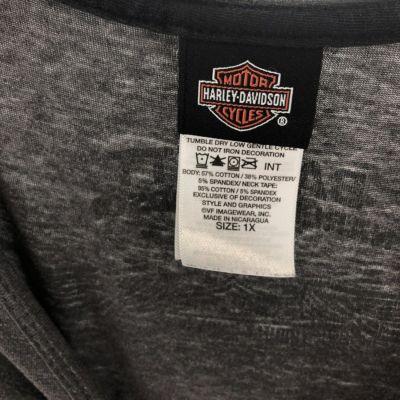 MOTOR
HARLEY-DAVIDSON
CYCLES
®
TUMBLE DRY LOW GENTLE CYCLE
DO NOT IRON DECORATION
INT
BODY: 57% COTTON / 38% POLYESTER/
5% SPANDEX/ NECK TAPE:
95% COTTON / 5% SPANDEX
EXCLUSIVE OF DECORATION
STYLE AND GRAPHICS
©VF IMAGEWEAR, INC.
MADE IN NICARAGUA
SIZE: 1X